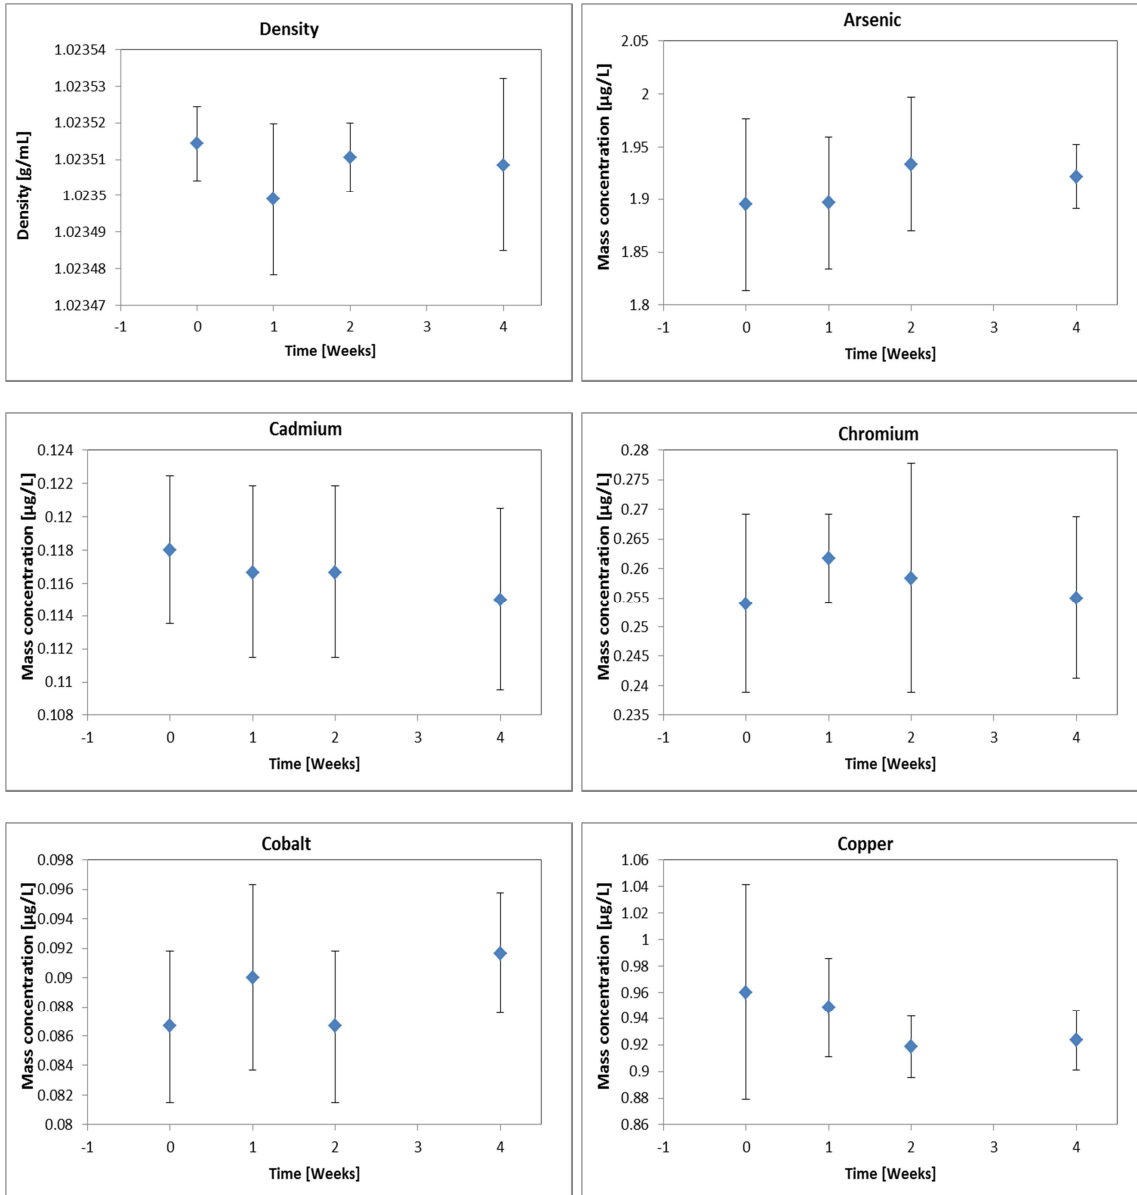 Density
1.02354
1.02353
1.02352
1.02351
1.0235
1.02349
1.02348
1.02347
Density [g/mL]
-1 0 1 2 3 4
Time [Weeks]
Arsenic
2.05
2
1.95
1.9
1.85
1.8
Mass concentration [µg/L]
-1 0 1 2 3 4
Time [Weeks]
Cadmium
0.124
0.122
0.12
0.118
0.116
0.114
0.112
0.11
0.108
Mass concentration [µg/L]
-1 0 1 2 3 4
Time [Weeks]
Chromium
0.28
0.275
0.27
0.265
0.26
0.255
0.25
0.245
0.24
0.235
Mass concentration [µg/L]
-1 0 1 2 3 4
Time [Weeks]
Cobalt
0.098
0.096
0.094
0.092
0.09
0.088
0.086
0.084
0.082
0.08
Mass concentration [µg/L]
-1 0 1 2 3 4
Time [Weeks]
Copper
1.06
1.04
1.02
1
0.98
0.96
0.94
0.92
0.9
0.88
0.86
Mass concentration [µg/L]
-1 0 1 2 3 4
Time [Weeks]